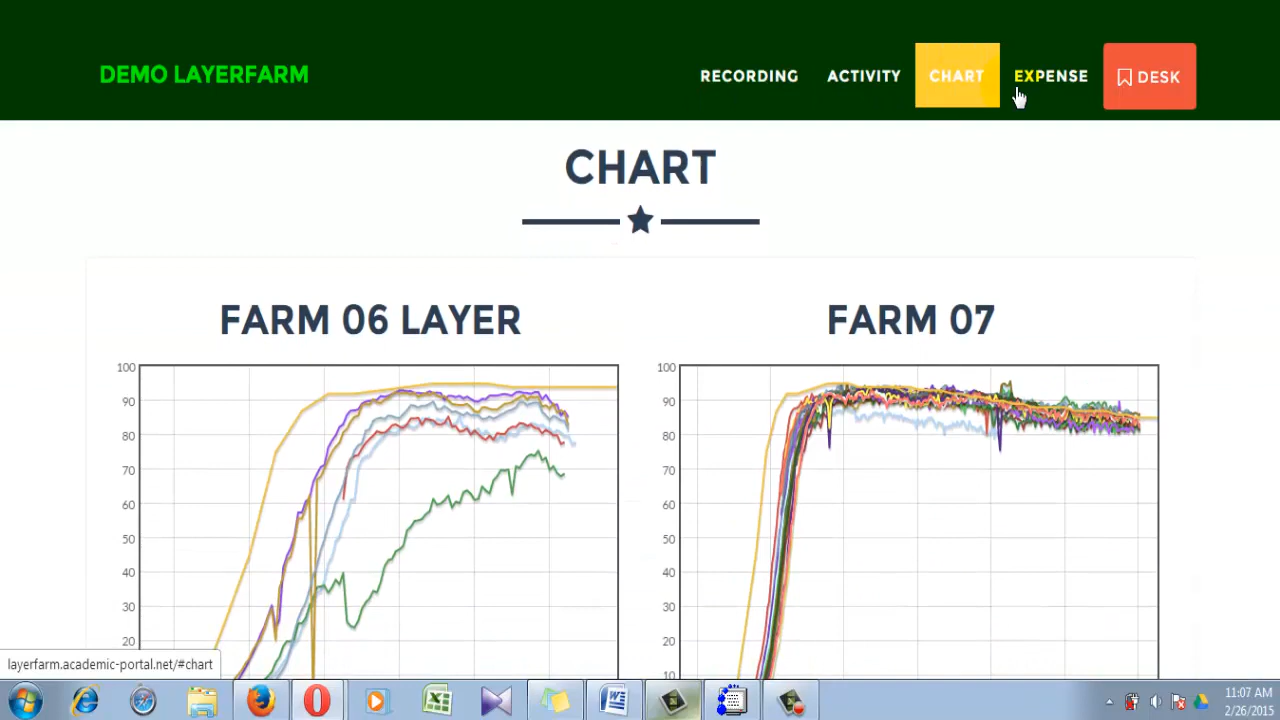 DEMO LAYERFARM
RECORDING ACTIVITY CHART EXPENSE DESK
CHART
FARM 06 LAYER
FARM 07
100
90
80
70
60
50
40
30
20
100
90
80
70
60
50
40
30
20
10
layerfarm.academic-portal.net/#chart
11:07 AM
2/26/2015